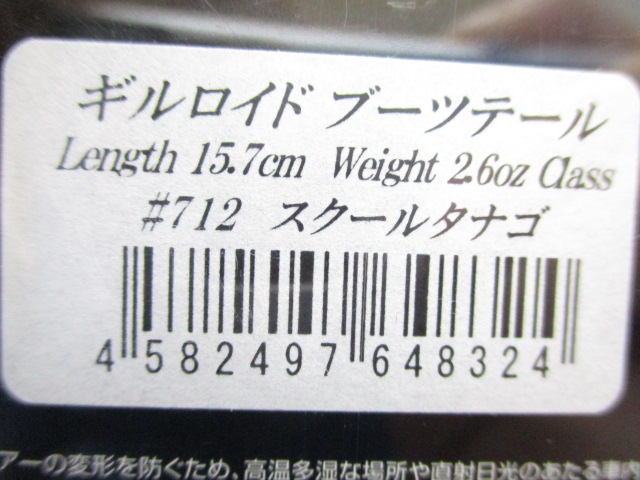 ギルロイド ブーツテール
Length 15.7cm Weight 2.6oz Class
#712 スクールタナゴ
4 582497 648324
アーの変形を防ぐため、高温多湿な場所や直射日光のあたる車内